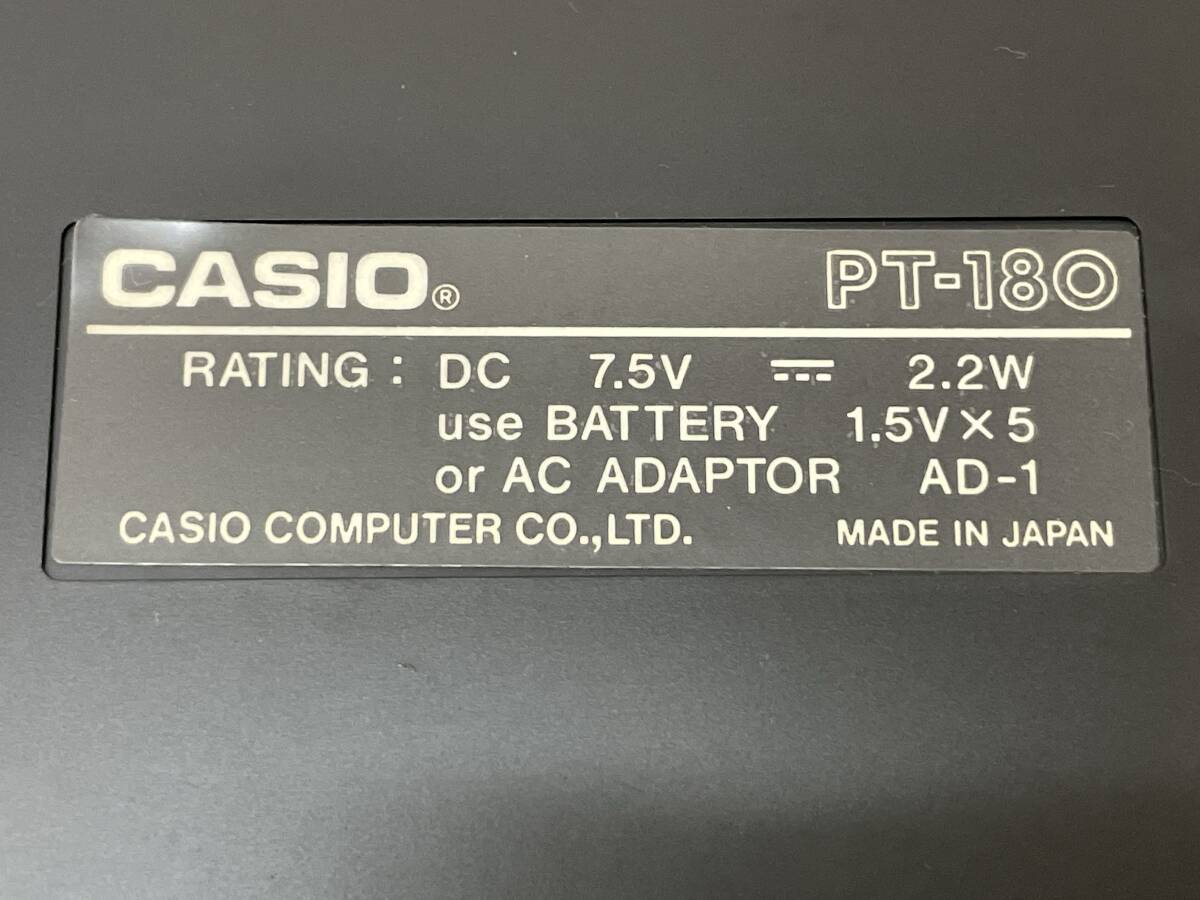 CASIO® PT-180
RATING : DC 7.5V ⎓ 2.2W
use BATTERY 1.5V×5
or AC ADAPTOR AD-1
CASIO COMPUTER CO.,LTD. MADE IN JAPAN